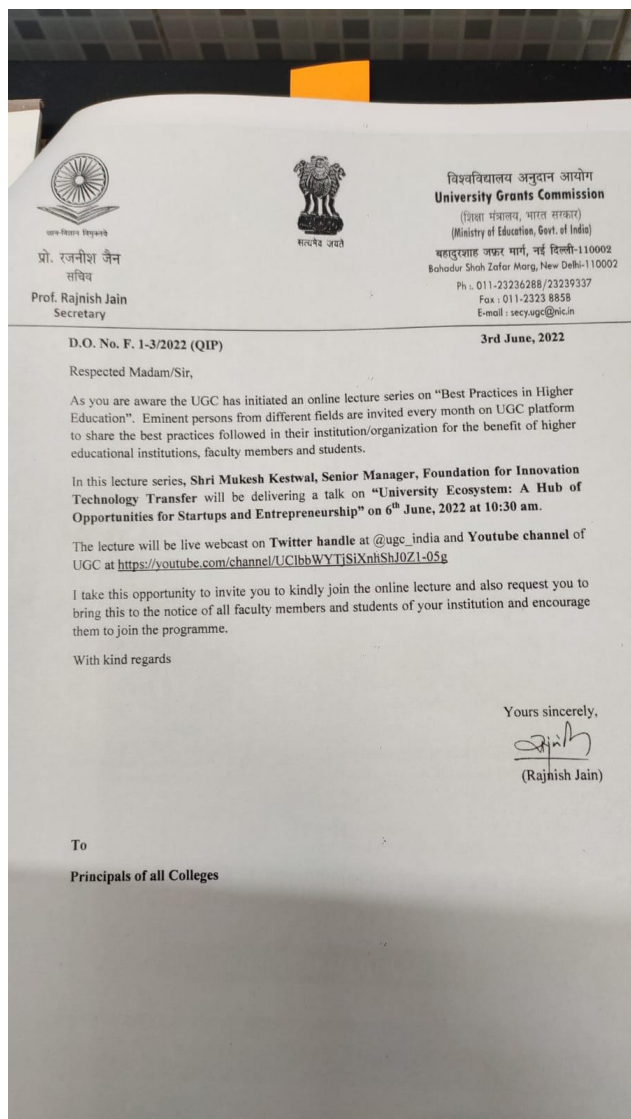 ज्ञान-विज्ञान विमुक्तये
प्रो. रजनीश जैन
सचिव
Prof. Rajnish Jain
Secretary
सत्यमेव जयते
विश्वविद्यालय अनुदान आयोग
University Grants Commission
(शिक्षा मंत्रालय, भारत सरकार)
(Ministry of Education, Govt. of India)
बहादुरशाह ज़फ़र मार्ग, नई दिल्ली-110002
Bahadur Shah Zafar Marg, New Delhi-110002
Ph :. 011-23236288/23239337
Fax : 011-2323 8858
E-mail : secy.ugc@nic.in
D.O. No. F. 1-3/2022 (QIP)
3rd June, 2022
Respected Madam/Sir,
As you are aware the UGC has initiated an online lecture series on “Best Practices in Higher
Education”. Eminent persons from different fields are invited every month on UGC platform
to share the best practices followed in their institution/organization for the benefit of higher
educational institutions, faculty members and students.
In this lecture series, Shri Mukesh Kestwal, Senior Manager, Foundation for Innovation
Technology Transfer will be delivering a talk on “University Ecosystem: A Hub of
Opportunities for Startups and Entrepreneurship” on 6th June, 2022 at 10:30 am.
The lecture will be live webcast on Twitter handle at @ugc_india and Youtube channel of
UGC at https://youtube.com/channel/UClbbWYTjSiXnhShJ0Z1-05g
I take this opportunity to invite you to kindly join the online lecture and also request you to
bring this to the notice of all faculty members and students of your institution and encourage
them to join the programme.
With kind regards
Yours sincerely,
(Rajnish Jain)
To
Principals of all Colleges